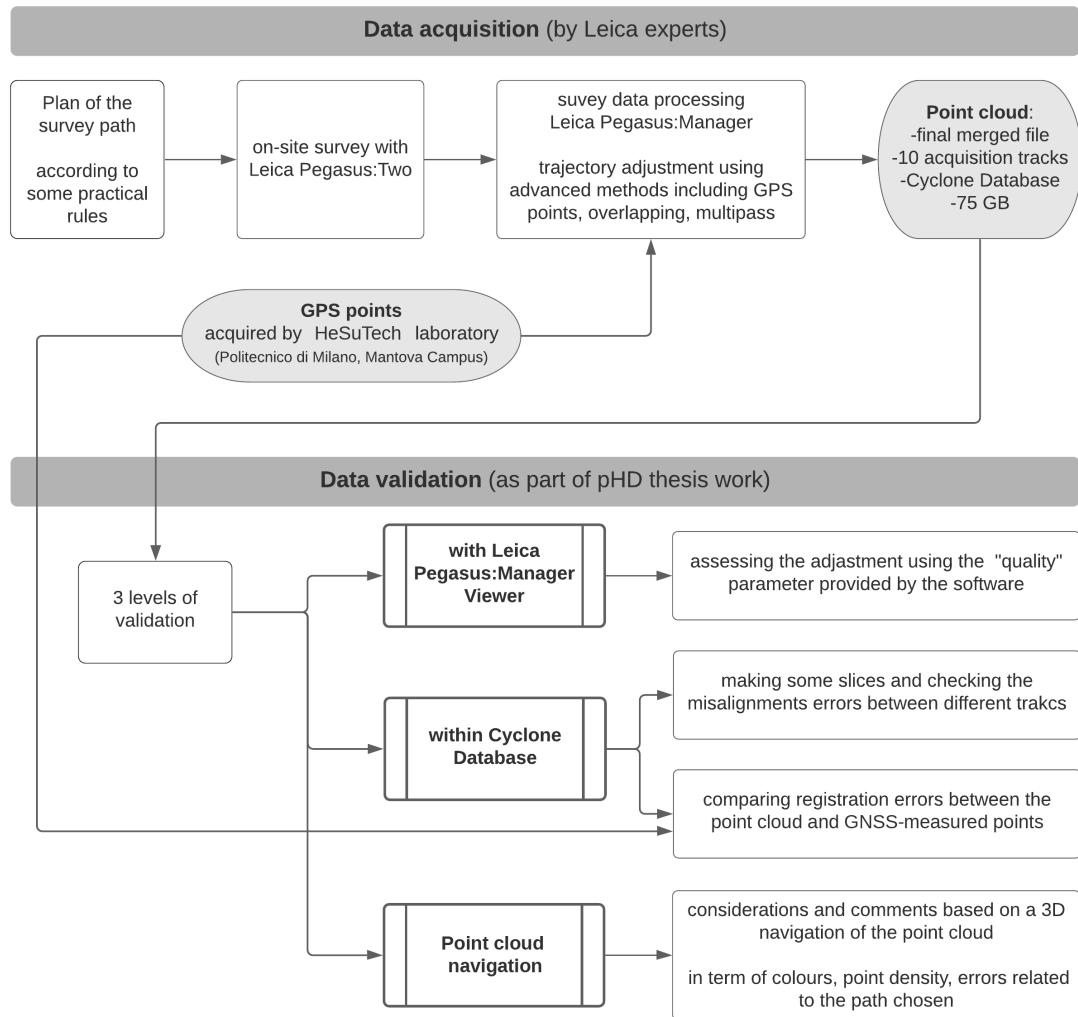 Data acquisition (by Leica experts)
Plan of the
survey path
according to
some practical
rules
on-site survey with
Leica Pegasus:Two
suvey data processing
Leica Pegasus:Manager
trajectory adjustment using
advanced methods including GPS
points, overlapping, multipass
Point cloud:
-final merged file
-10 acquisition tracks
-Cyclone Database
-75 GB
GPS points
acquired by HeSuTech laboratory
(Politecnico di Milano, Mantova Campus)
Data validation (as part of pHD thesis work)
3 levels of
validation
with Leica
Pegasus:Manager
Viewer
assessing the adjastment using the "quality"
parameter provided by the software
within Cyclone
Database
making some slices and checking the
misalignments errors between different trakcs
comparing registration errors between the
point cloud and GNSS-measured points
Point cloud
navigation
considerations and comments based on a 3D
navigation of the point cloud
in term of colours, point density, errors related
to the path chosen